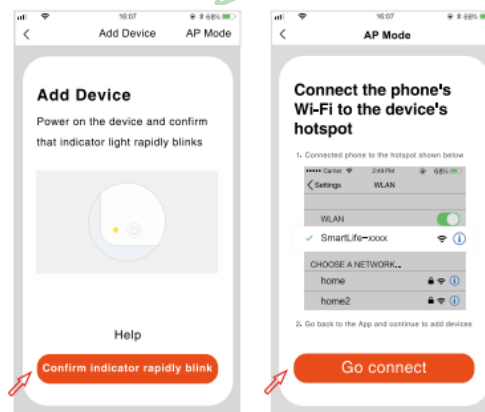 16:07
68%
Add Device
AP Mode
Add Device
Power on the device and confirm
that indicator light rapidly blinks
Help
Confirm indicator rapidly blink
16:07
68%
AP Mode
Connect the phone's
Wi-Fi to the device's
hotspot
1. Connected phone to the hotspot shown below
Carrier
2:49 PM
68%
Settings
WLAN
WLAN
SmartLife-xxxx
CHOOSE A NETWORK...
home
home2
2. Go back to the App and continue to add devices
Go connect